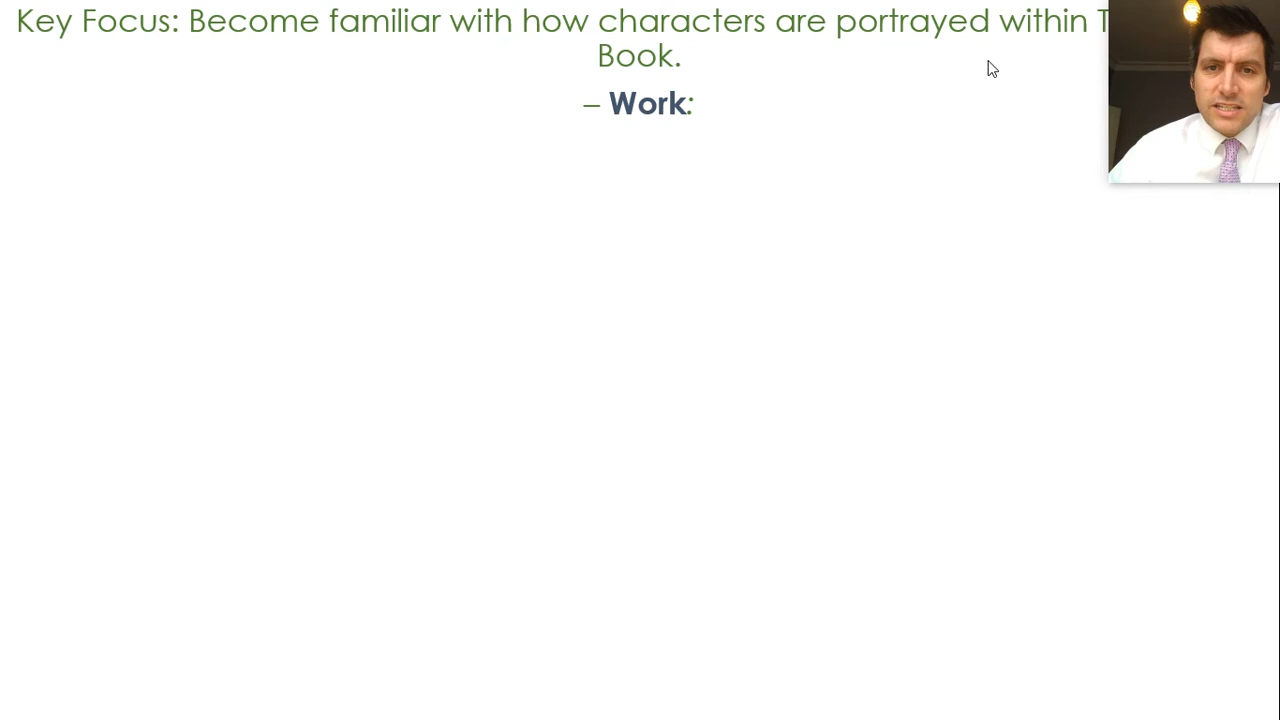 Key Focus: Become familiar with how characters are portrayed within
Book.
– Work: